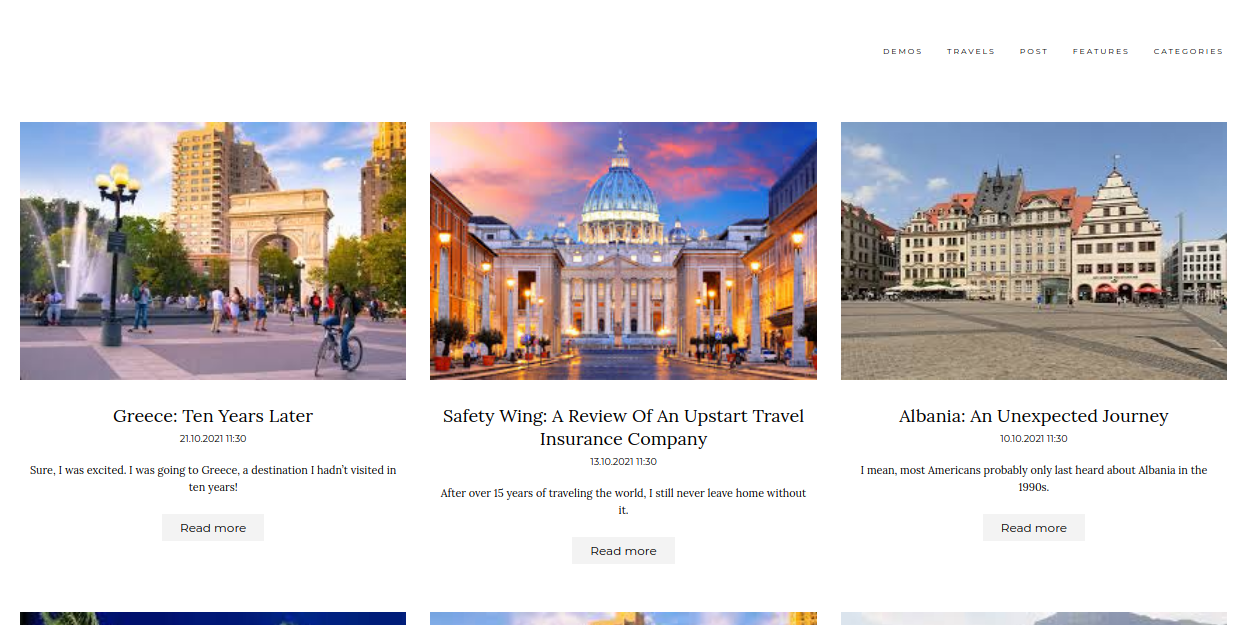 DEMOS TRAVELS POST FEATURES CATEGORIES
Greece: Ten Years Later
21.10.2021 11:30
Sure, I was excited. I was going to Greece, a destination I hadn't visited in
ten years!
Read more
Safety Wing: A Review Of An Upstart Travel
Insurance Company
13.10.2021 11:30
After over 15 years of traveling the world, I still never leave home without
it.
Read more
Albania: An Unexpected Journey
10.10.2021 11:30
I mean, most Americans probably only last heard about Albania in the
1990s.
Read more